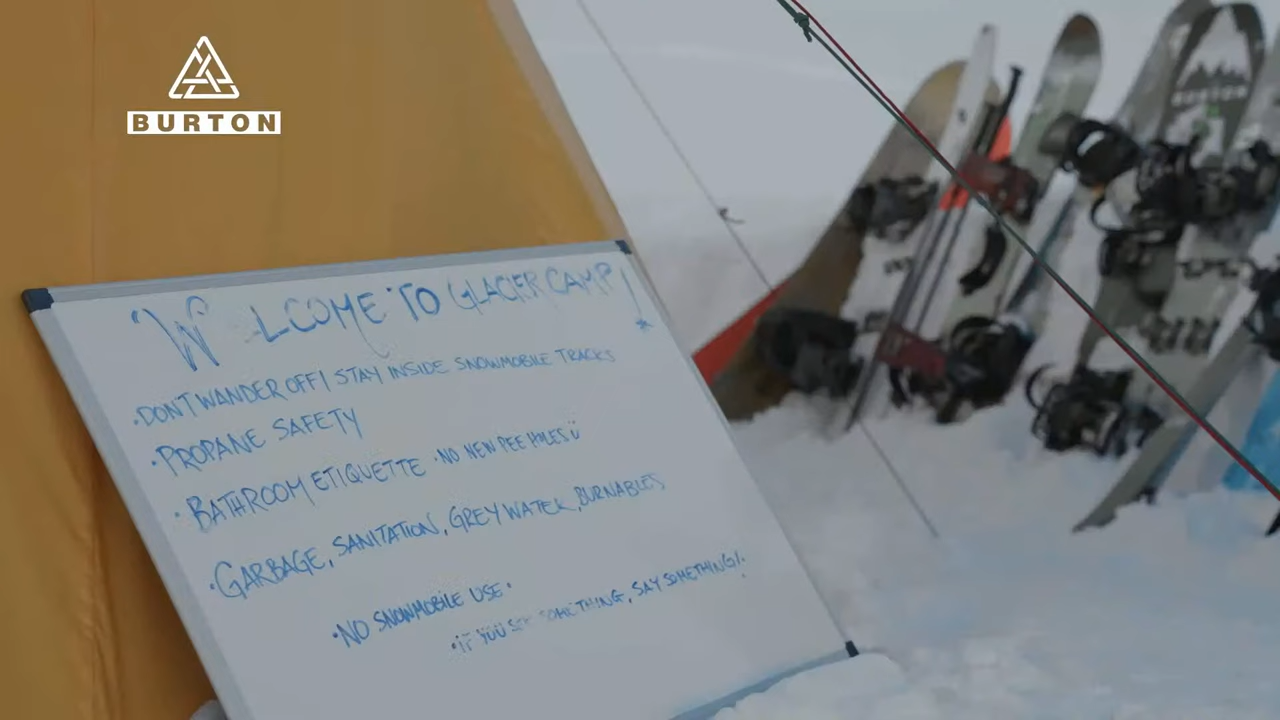 BURTON
BURTON
W LCOME TO GLACIER CAMP!
·DONT WANDER OFF! STAY INSIDE SNOWMOBILE TRACKS
·PROPANE SAFETY
·BATHROOM ETIQUETTE ·NO NEW PEE HOLES Ü
·GARBAGE, SANITATION, GREY WATER, BURNABLES
·NO SNOWMOBILE USE·
·IF YOU SEE SOMETHING, SAY SOMETHING!·